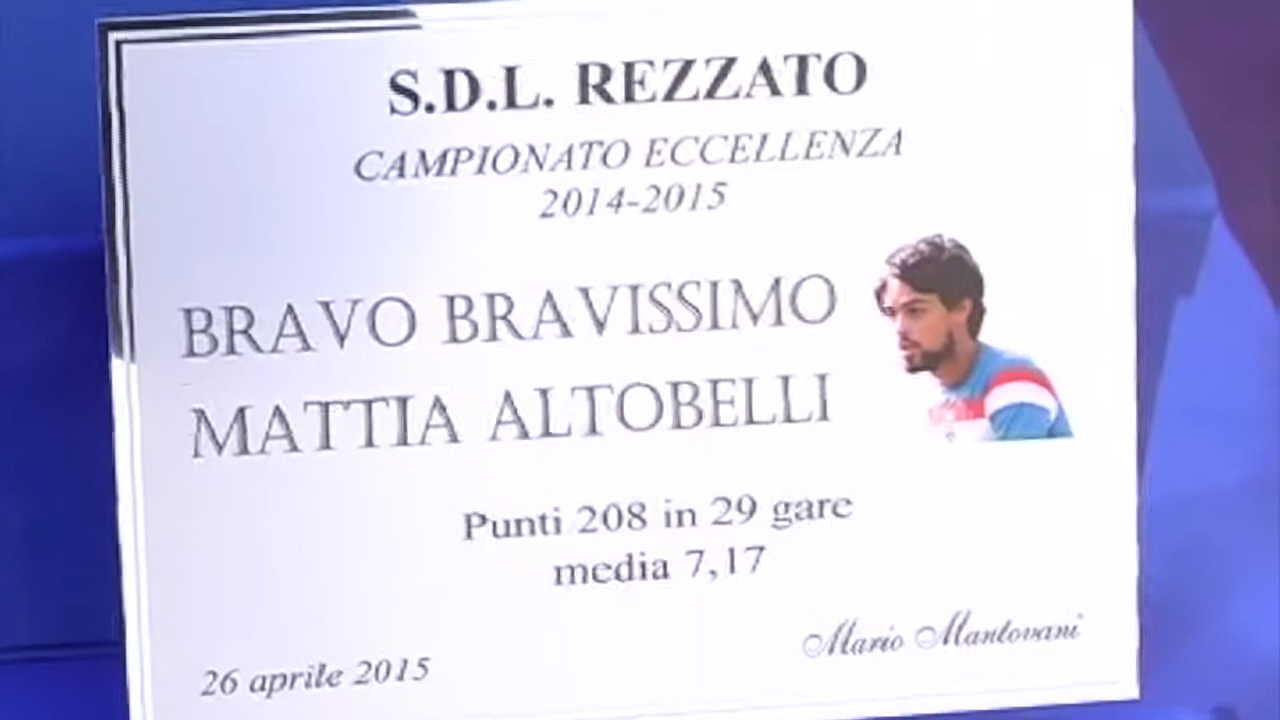 S.D.L. REZZATO
CAMPIONATO ECCELLENZA
2014-2015
BRAVO BRAVISSIMO
MATTIA ALTOBELLI
Punti 208 in 29 gare
media 7,17
Mario Mantovani
26 aprile 2015